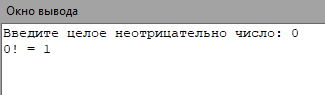 Окно вывода
Введите целое неотрицательно число: 0
0! = 1